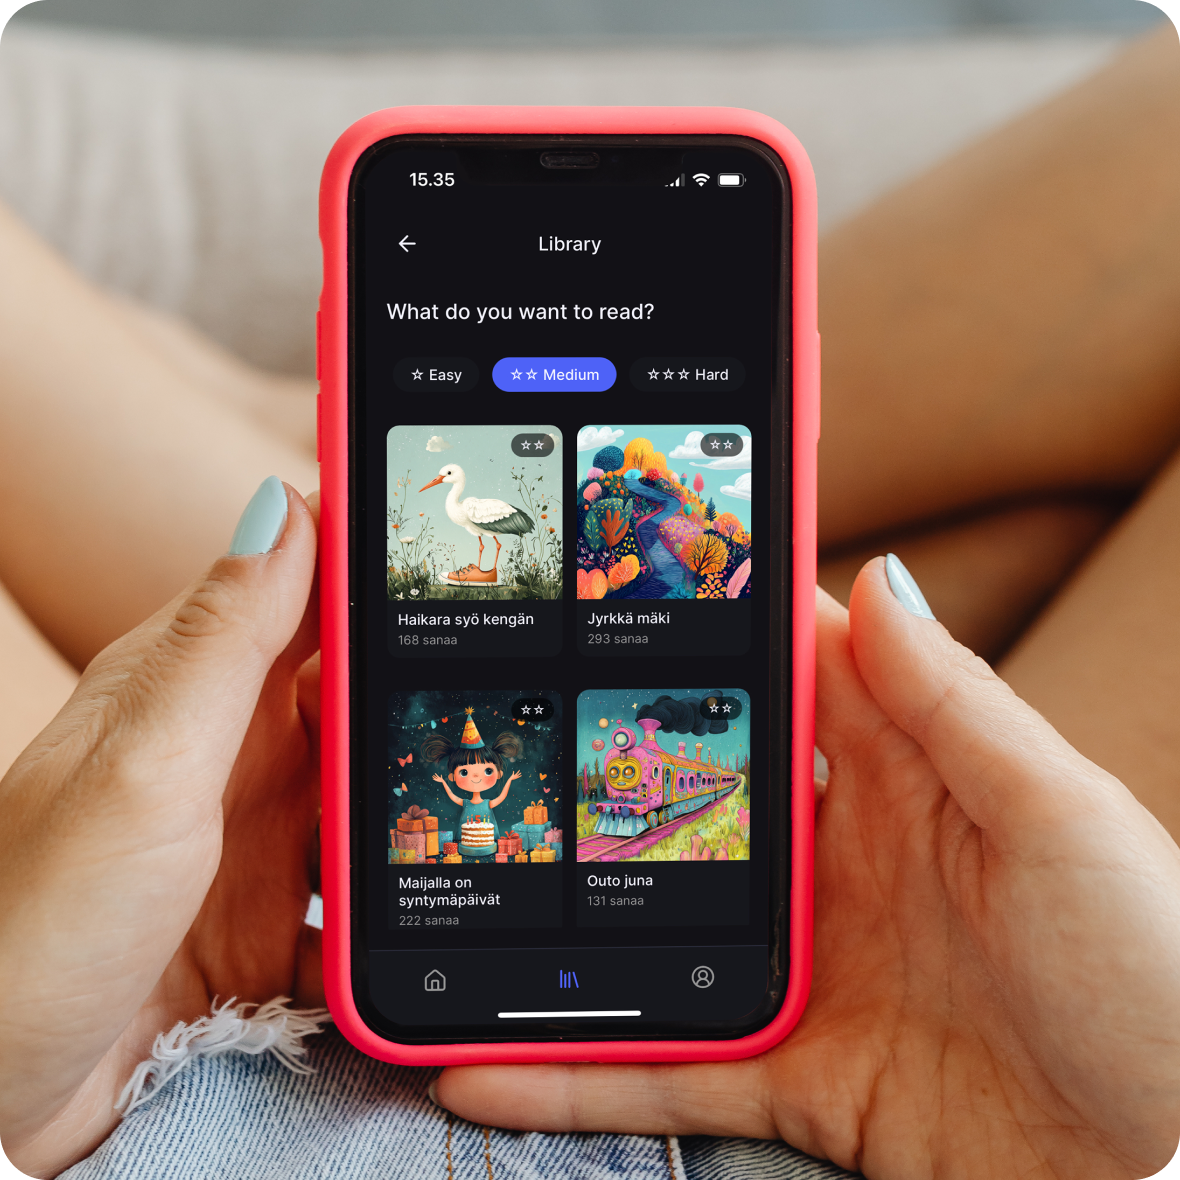 15.35
Library
What do you want to read?
☆ Easy
☆☆ Medium
☆☆☆ Hard
Haikara syö kengän
168 sanaa
Jyrkkä mäki
293 sanaa
Maijalla on
syntymäpäivät
222 sanaa
Outo juna
131 sanaa